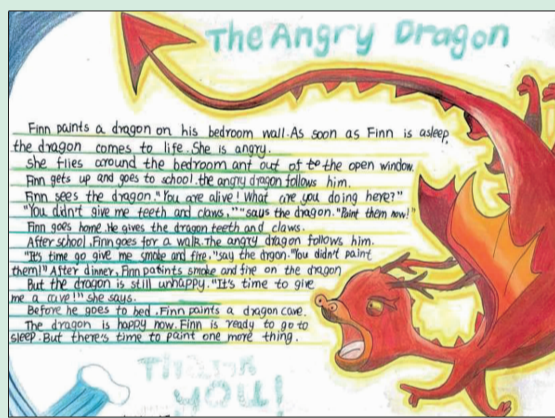 The Angry Dragon
Finn paints a dragon on his bedroom wall. As soon as Finn is asleep,
the dragon comes to life. She is angry.
She flies around the bedroom ant out of to the open window.
Finn gets up and goes to school. the angry dragon follows him.
Finn sees the dragon. "You are alive! What are you doing here?"
"You didn't give me teeth and claws.""says the dragon. "Paint them now!"
Finn goes home. He gives the dragon teeth and claws.
After school, Finn goes for a walk. The angry dragon follows him.
"It's time go give me smoke and fire. "say the drgon. "You didn't paint
them!" After dinner, Finn patints smoke and fire on the dragon
But the dragon is still unhappy. "It's time to give
me a cave!" she says.
Before he goes to bed. Finn paints a dragon cave.
The dragon is happy now. Finn is ready to go to
sleep. But there's time to paint one more thing.
Thank
you!